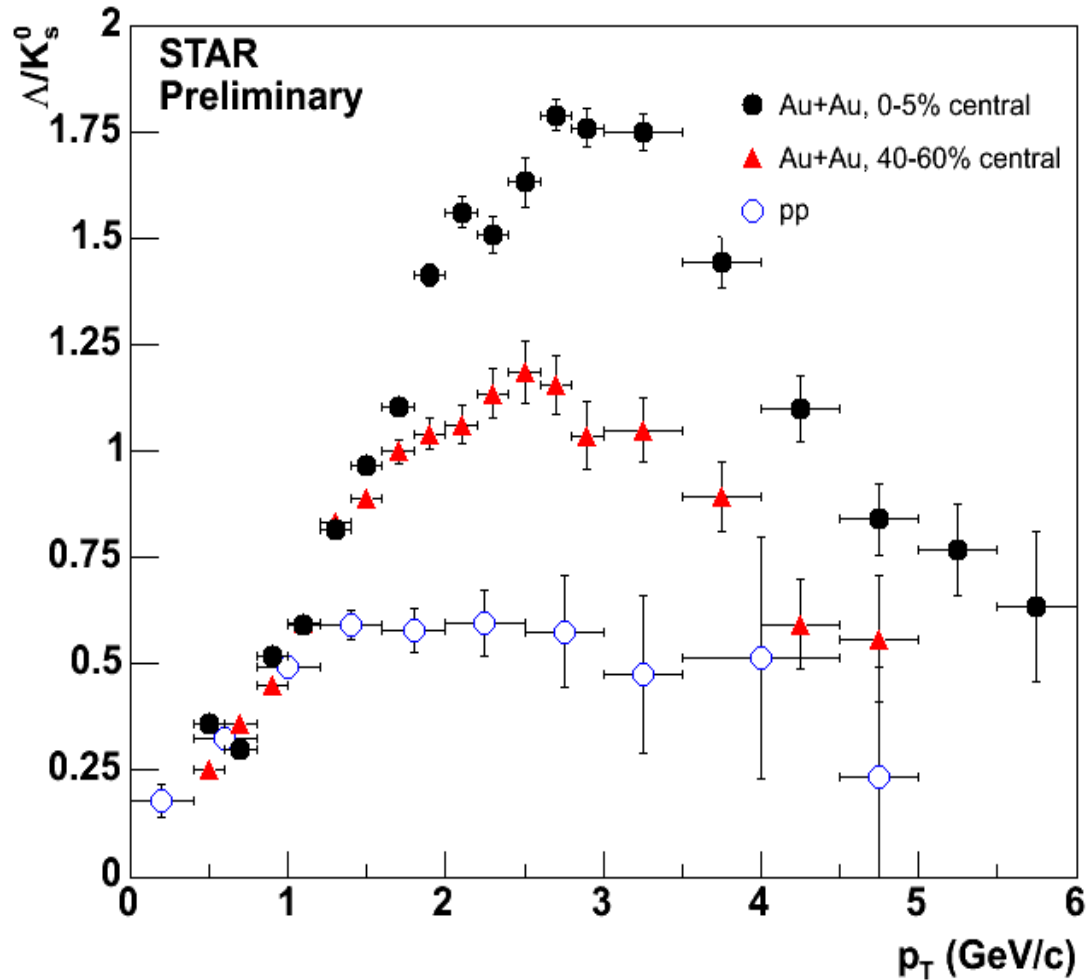 STAR
Preliminary
Λ/K⁰ₛ
Au+Au, 0-5% central
Au+Au, 40-60% central
pp
2
1.75
1.5
1.25
1
0.75
0.5
0.25
0
0 1 2 3 4 5 6
p_T (GeV/c)